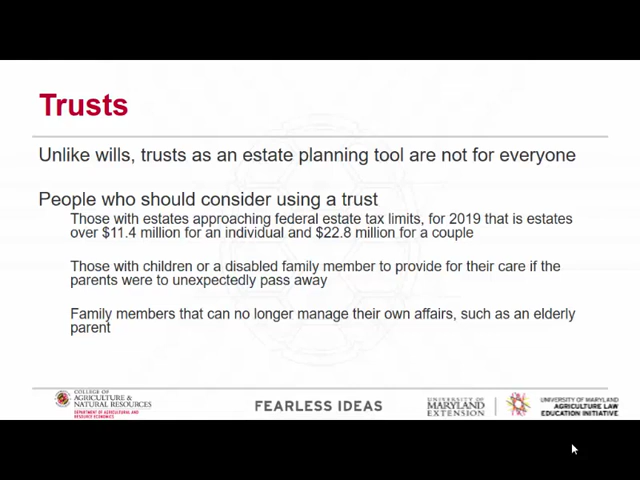 Trusts
Unlike wills, trusts as an estate planning tool are not for everyone
People who should consider using a trust
Those with estates approaching federal estate tax limits, for 2019 that is estates
over $11.4 million for an individual and $22.8 million for a couple
Those with children or a disabled family member to provide for their care if the
parents were to unexpectedly pass away
Family members that can no longer manage their own affairs, such as an elderly
parent
COLLEGE OF
AGRICULTURE &
NATURAL RESOURCES
DEPARTMENT OF AGRICULTURAL AND
RESOURCE ECONOMICS
FEARLESS IDEAS
UNIVERSITY OF
MARYLAND
EXTENSION
UNIVERSITY OF MARYLAND
AGRICULTURE LAW
EDUCATION INITIATIVE